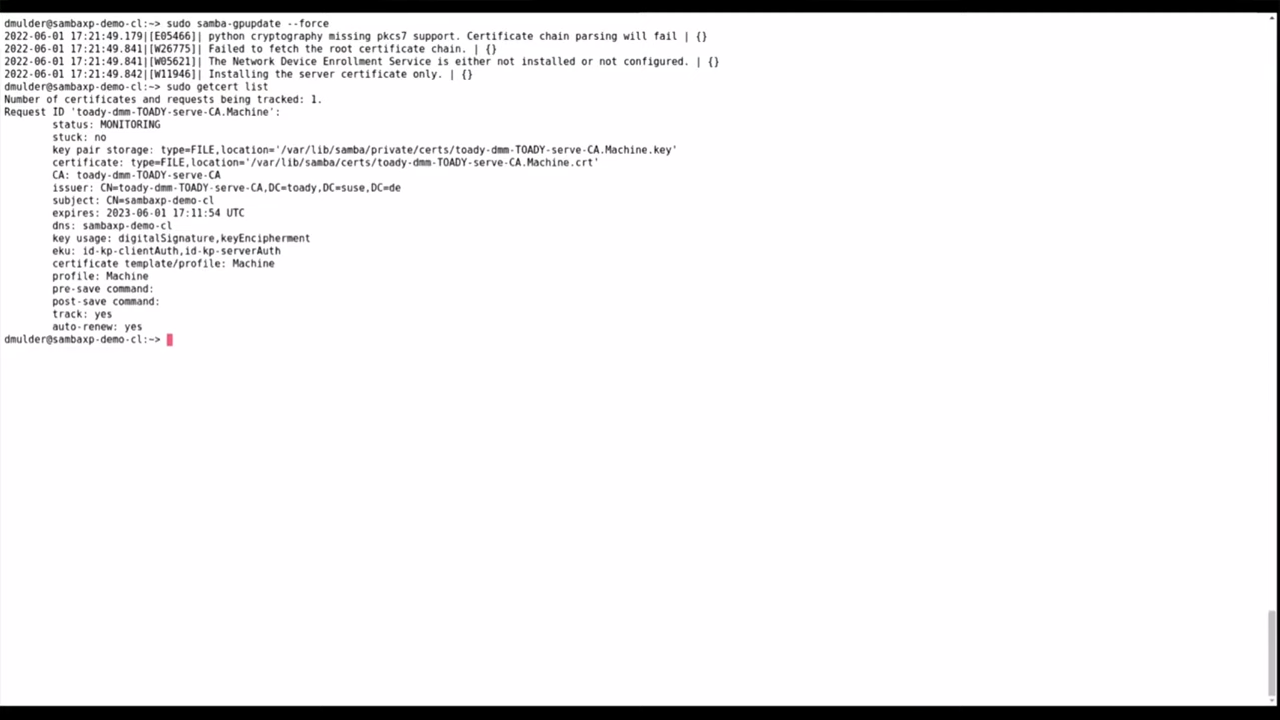 dmulder@sambaxp-demo-cl:~> sudo samba-gpupdate --force
2022-06-01 17:21:49.179|[E05466]| python cryptography missing pkcs7 support. Certificate chain parsing will fail | {}
2022-06-01 17:21:49.841|[W26775]| Failed to fetch the root certificate chain. | {}
2022-06-01 17:21:49.841|[W05621]| The Network Device Enrollment Service is either not installed or not configured. | {}
2022-06-01 17:21:49.842|[W11946]| Installing the server certificate only. | {}
dmulder@sambaxp-demo-cl:~> sudo getcert list
Number of certificates and requests being tracked: 1.
Request ID 'toady-dmm-TOADY-serve-CA.Machine':
        status: MONITORING
        stuck: no
        key pair storage: type=FILE,location='/var/lib/samba/private/certs/toady-dmm-TOADY-serve-CA.Machine.key'
        certificate: type=FILE,location='/var/lib/samba/certs/toady-dmm-TOADY-serve-CA.Machine.crt'
        CA: toady-dmm-TOADY-serve-CA
        issuer: CN=toady-dmm-TOADY-serve-CA,DC=toady,DC=suse,DC=de
        subject: CN=sambaxp-demo-cl
        expires: 2023-06-01 17:11:54 UTC
        dns: sambaxp-demo-cl
        key usage: digitalSignature,keyEncipherment
        eku: id-kp-clientAuth,id-kp-serverAuth
        certificate template/profile: Machine
        profile: Machine
        pre-save command:
        post-save command:
        track: yes
        auto-renew: yes
dmulder@sambaxp-demo-cl:~>